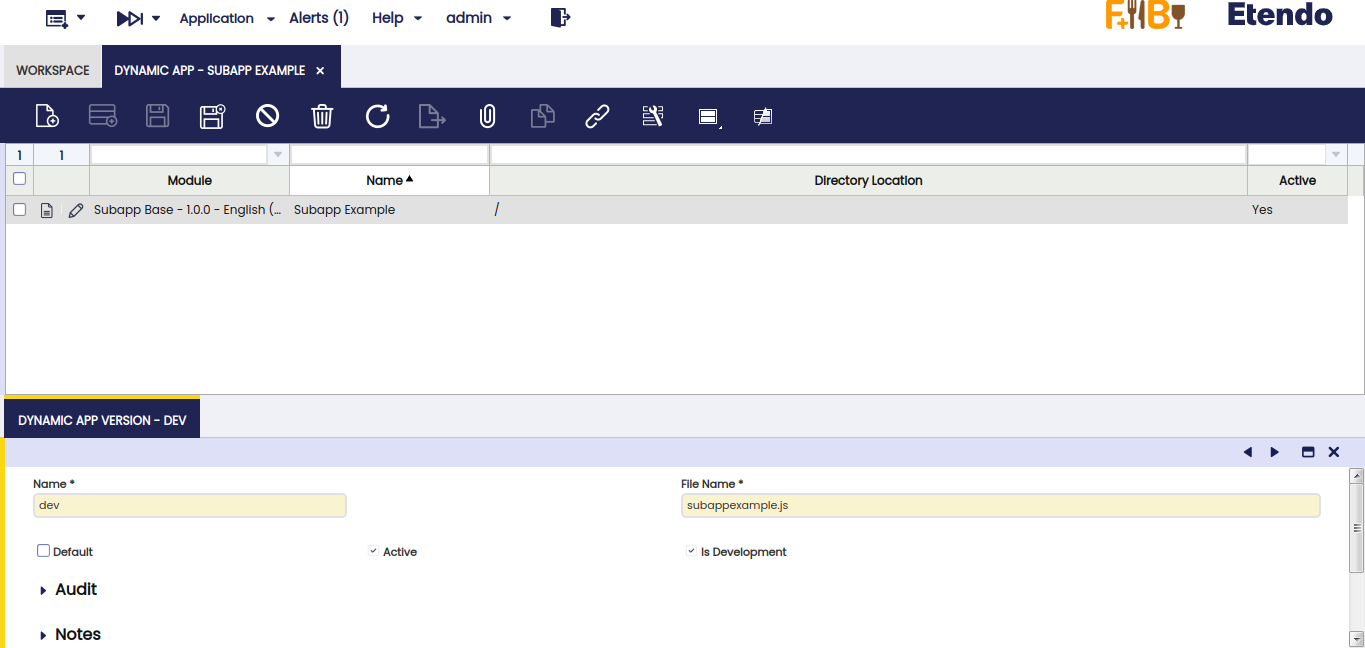 Application Alerts (1) Help admin
F+B
Etendo
WORKSPACE DYNAMIC APP - SUBAPP EXAMPLE
1 1
Module Name Directory Location Active
Subapp Base - 1.0.0 - English (... Subapp Example / Yes
DYNAMIC APP VERSION - DEV
Name * File Name *
dev subappexample.js
Default Active Is Development
Audit
Notes